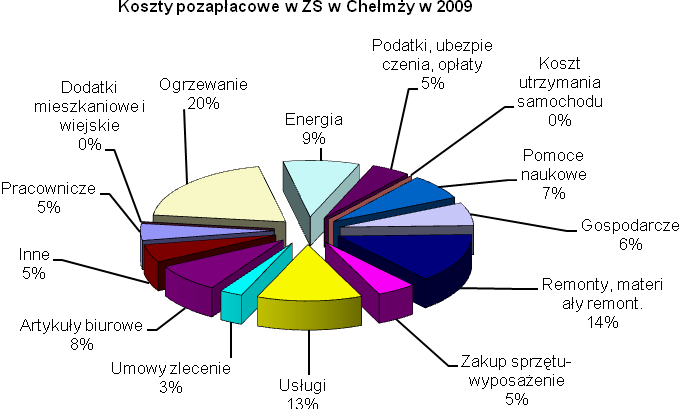 Koszty pozapłacowe w ZS w Chełmży w 2009
Podatki, ubezpie
czenia, opłaty
5%
Koszt
utrzymania
samochodu
0%
Dodatki
mieszkaniowe i
wiejskie
0%
Ogrzewanie
20%
Energia
9%
Pomoce
naukowe
7%
Pracownicze
5%
Gospodarcze
6%
Inne
5%
Remonty, materi
ały remont.
14%
Artykuły biurowe
8%
Umowy zlecenie
3%
Usługi
13%
Zakup sprzętu-
wyposażenie
5%